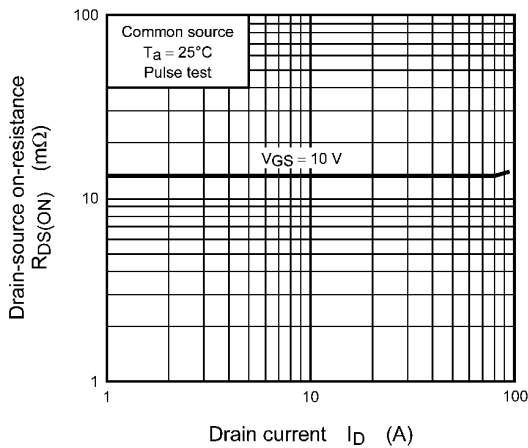 100
Common source
Ta = 25°C
Pulse test
Drain-source on-resistance
RDS(ON) (mΩ)
VGS = 10 V
10
1
1
10
100
Drain current ID (A)